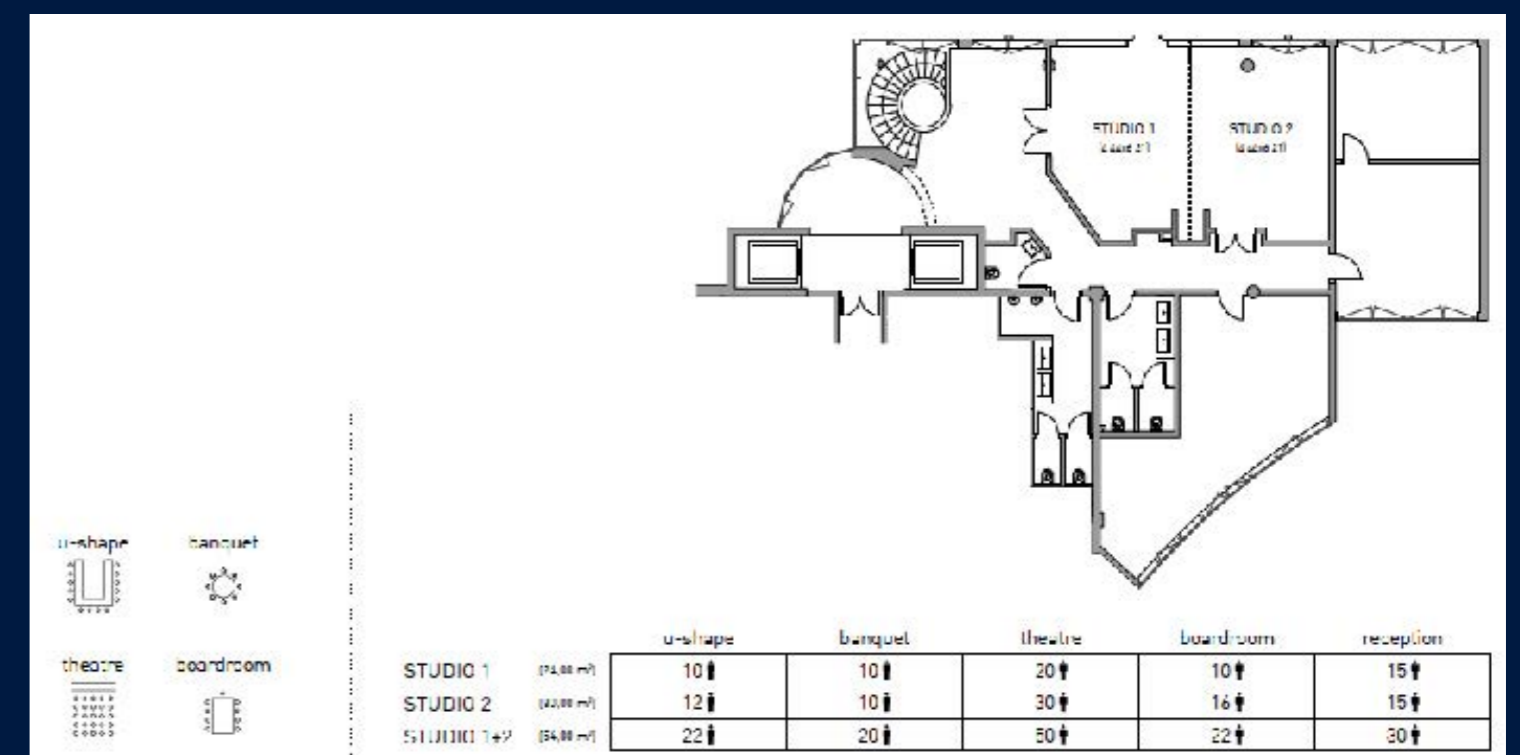 STUDIO 1
STUDIO 2
u-shape banquet
theatre boardroom
u-shape banquet theatre boardroom reception
STUDIO 1 10 10 20 10 15
STUDIO 2 12 10 30 16 15
STUDIO 1+2 22 20 50 22 30